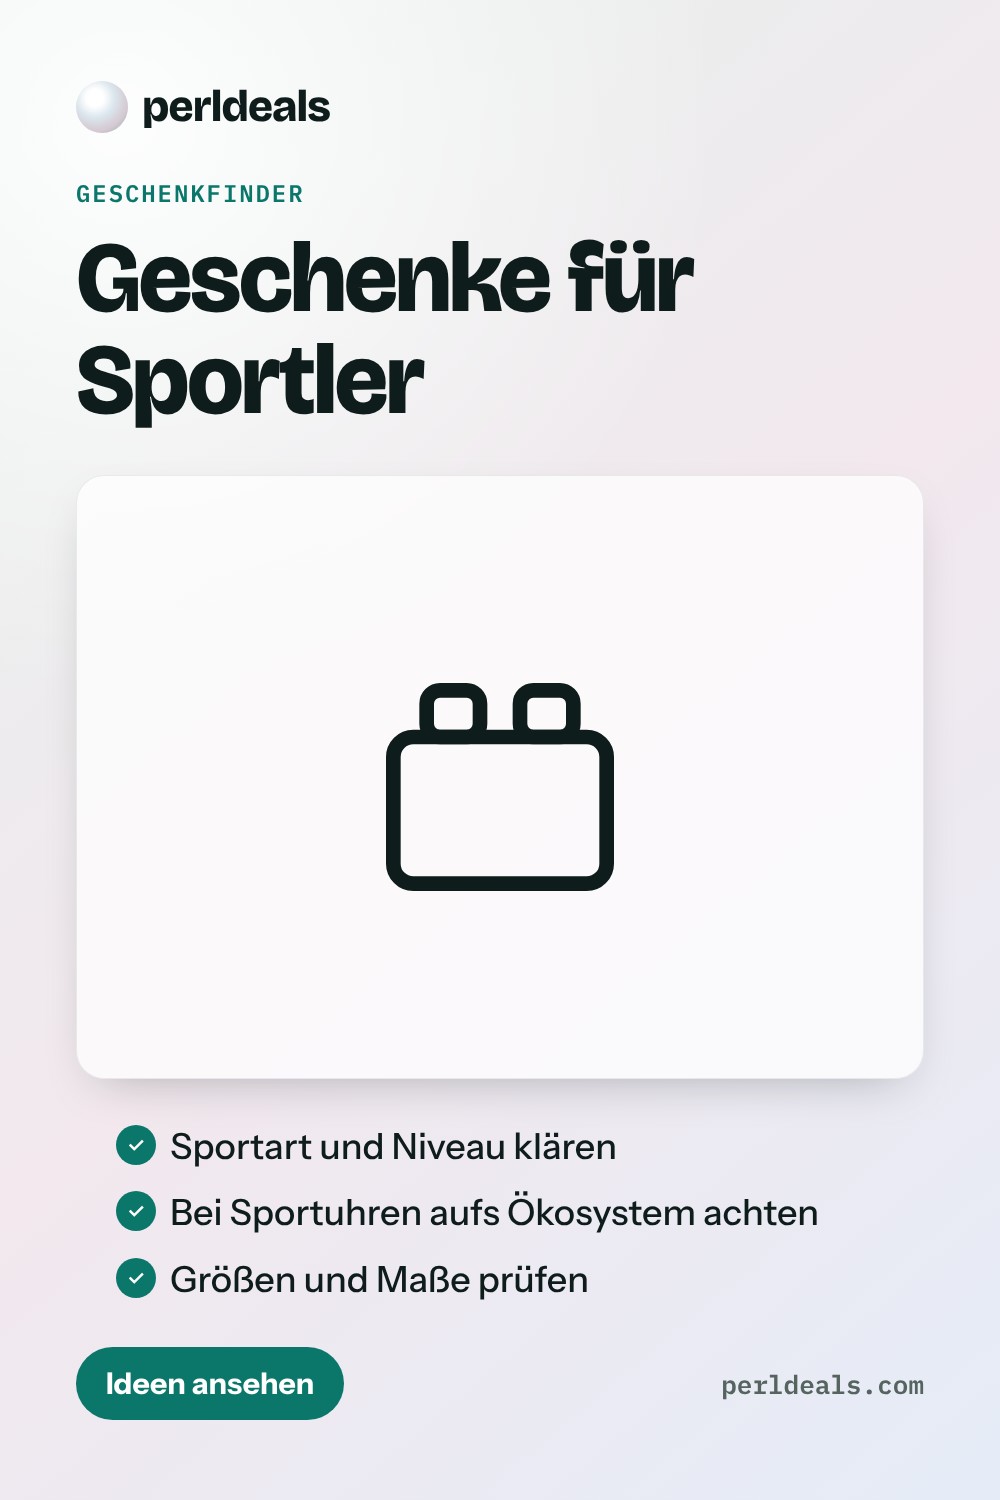 perldeals
GESCHENKFINDER
Geschenke für
Sportler
Sportart und Niveau klären
Bei Sportuhren aufs Ökosystem achten
Größen und Maße prüfen
Ideen ansehen
perldeals.com